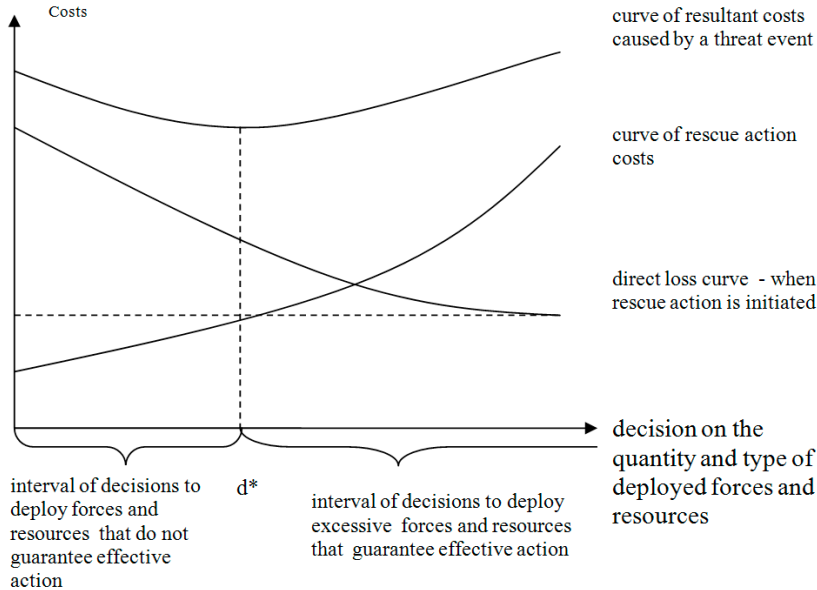 Costs
curve of resultant costs
caused by a threat event
curve of rescue action
costs
direct loss curve - when
rescue action is initiated
decision on the
quantity and type of
deployed forces and
resources
interval of decisions to
deploy forces and
resources that do not
guarantee effective
action
d*
interval of decisions to deploy
excessive forces and resources
that guarantee effective action